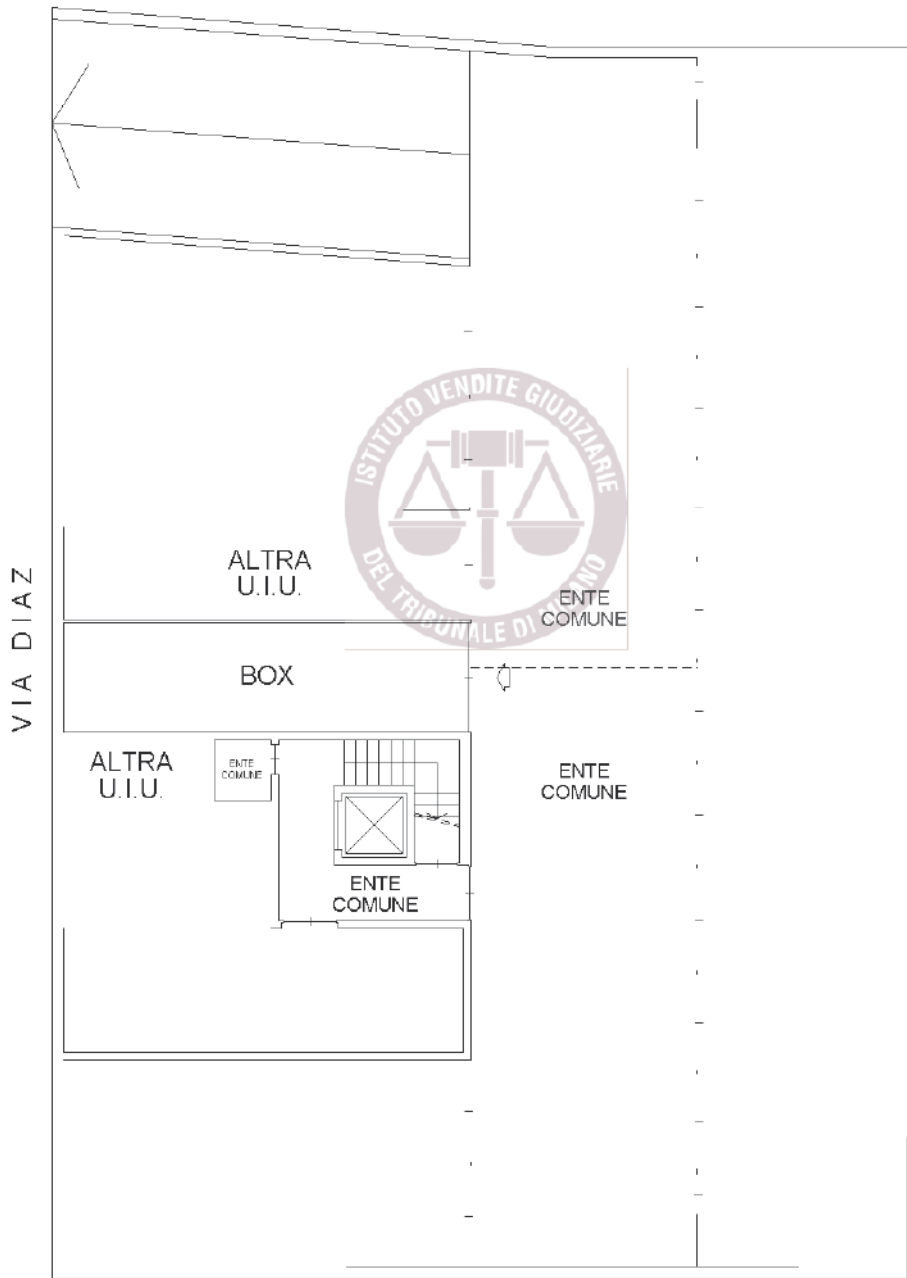 ISTITUTO VENDITE GIUDIZIARIE
DEL TRIBUNALE DI MILANO
ALTRA
U.I.U.
ENTE
COMUNE
BOX
VIA DIAZ
ALTRA
U.I.U.
ENTE
COMUNE
ENTE
COMUNE
ENTE
COMUNE